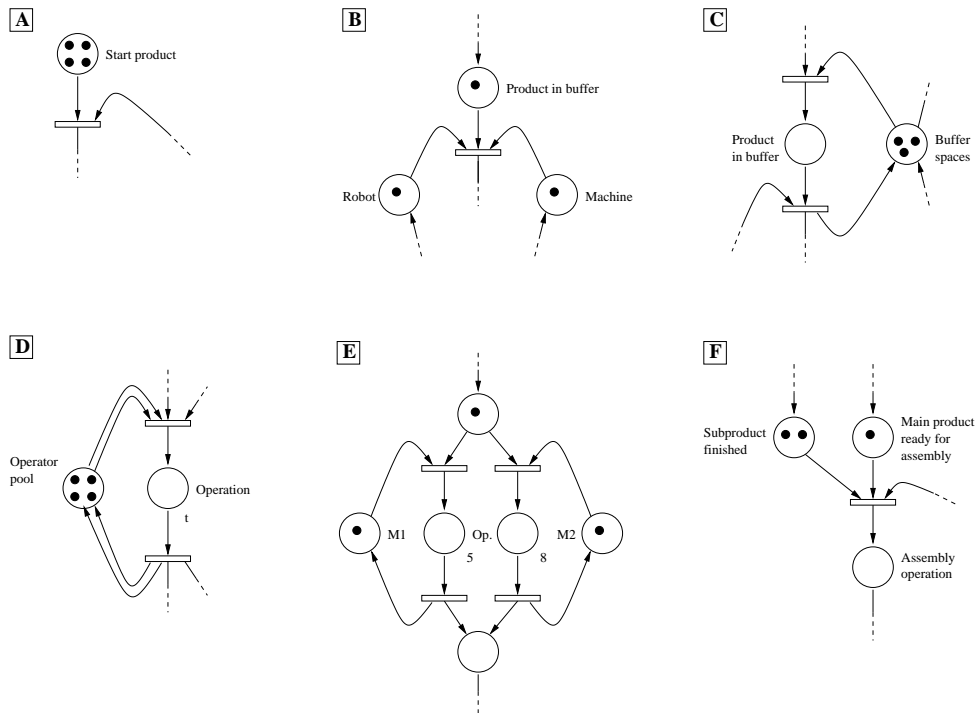 A
Start product
B
Product in buffer
Robot
Machine
C
Product
in buffer
Buffer
spaces
D
Operator
pool
Operation
t
E
M1
Op.
M2
5
8
F
Subproduct
finished
Main product
ready for
assembly
Assembly
operation